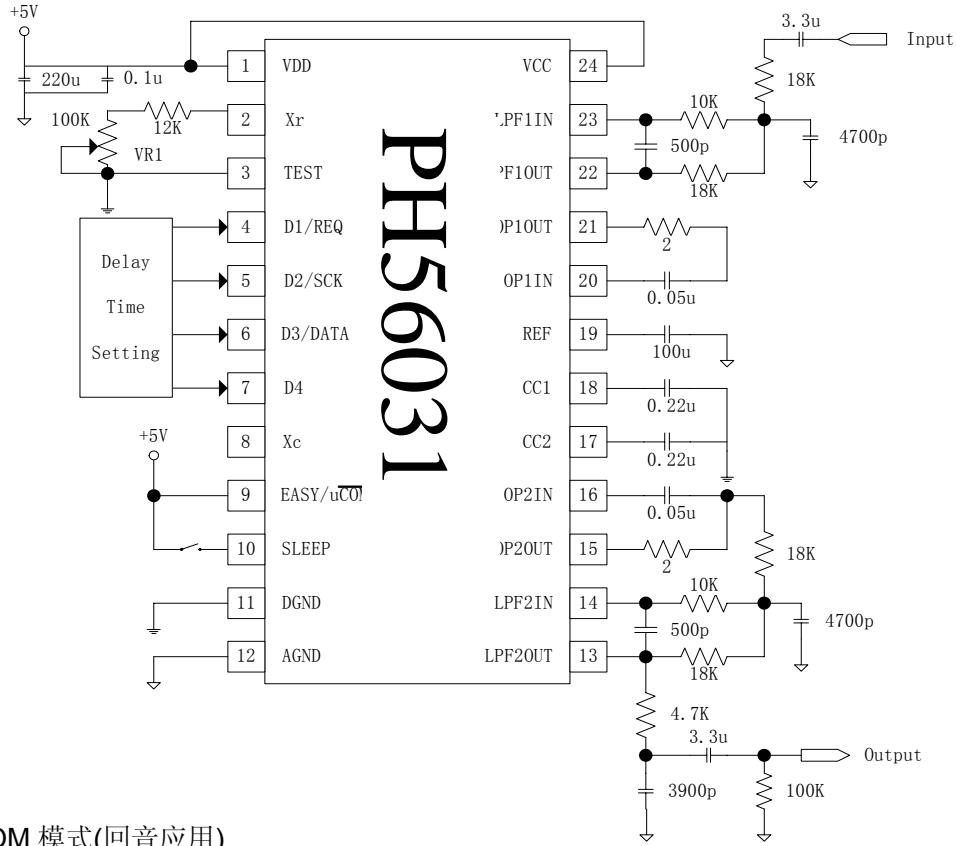 +5V
3.3u
Input
220u
0.1u
1
VDD
VCC
24
18K
100K
12K
VR1
2
Xr
LPF1IN
23
10K
500p
4700p
3
TEST
PF1OUT
22
18K
PH56031
Delay
Time
Setting
4
D1/REQ
OP1OUT
21
2
5
D2/SCK
OP1IN
20
0.05u
6
D3/DATA
REF
19
100u
7
D4
CC1
18
0.22u
+5V
8
Xc
CC2
17
0.22u
9
EASY/uCO
OP2IN
16
0.05u
10
SLEEP
OP2OUT
15
2
18K
11
DGND
LPF2IN
14
10K
500p
4700p
12
AGND
LPF2OUT
13
18K
4.7K
3.3u
Output
3900p
100K
OM 模式(回音应用)